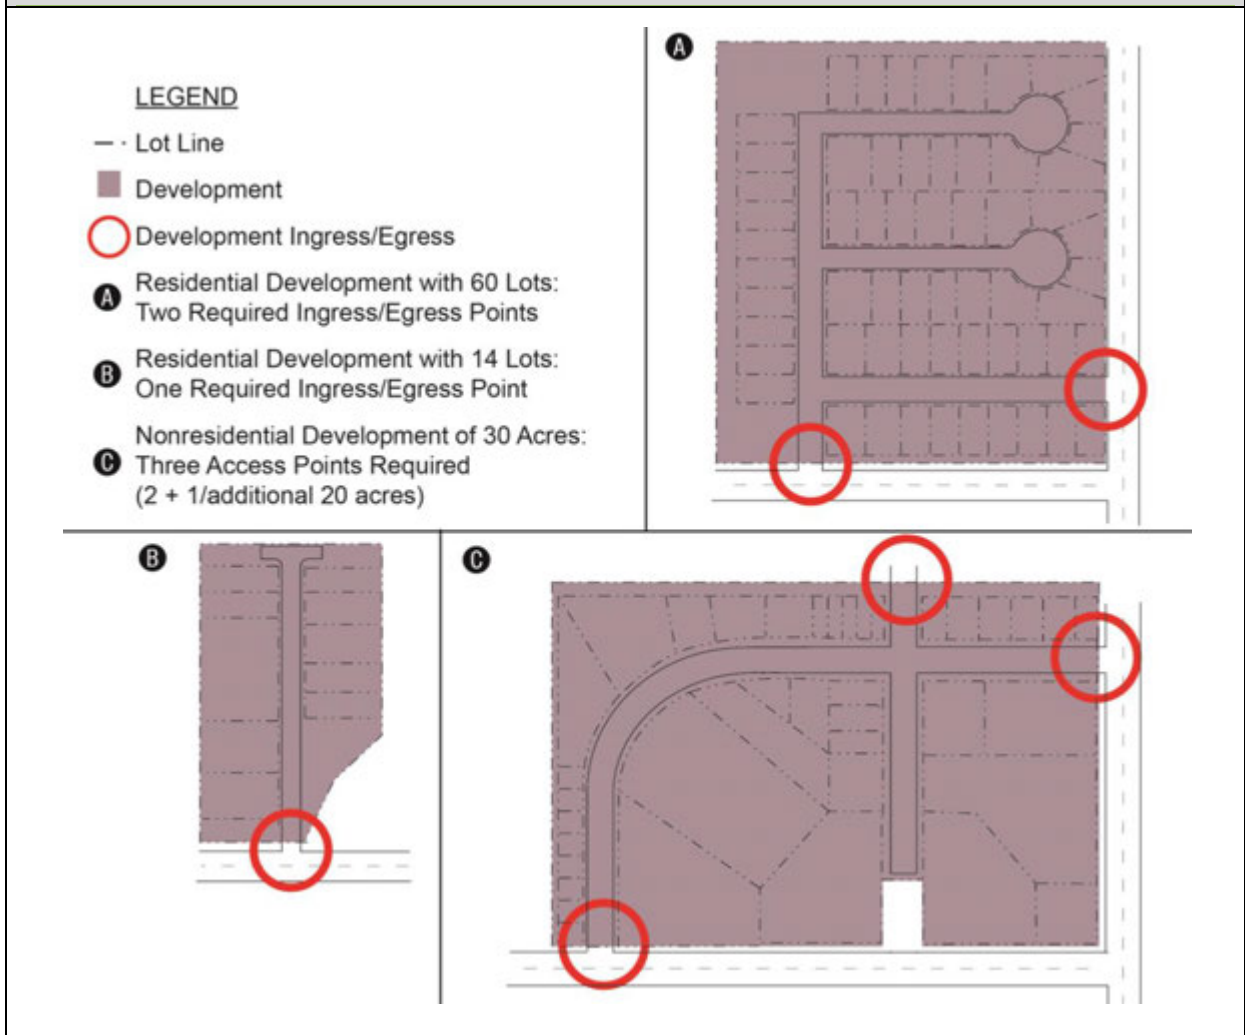 LEGEND
Lot Line
Development
Development Ingress/Egress
A Residential Development with 60 Lots:
Two Required Ingress/Egress Points
B Residential Development with 14 Lots:
One Required Ingress/Egress Point
C Nonresidential Development of 30 Acres:
Three Access Points Required
(2 + 1/additional 20 acres)
A
B
C